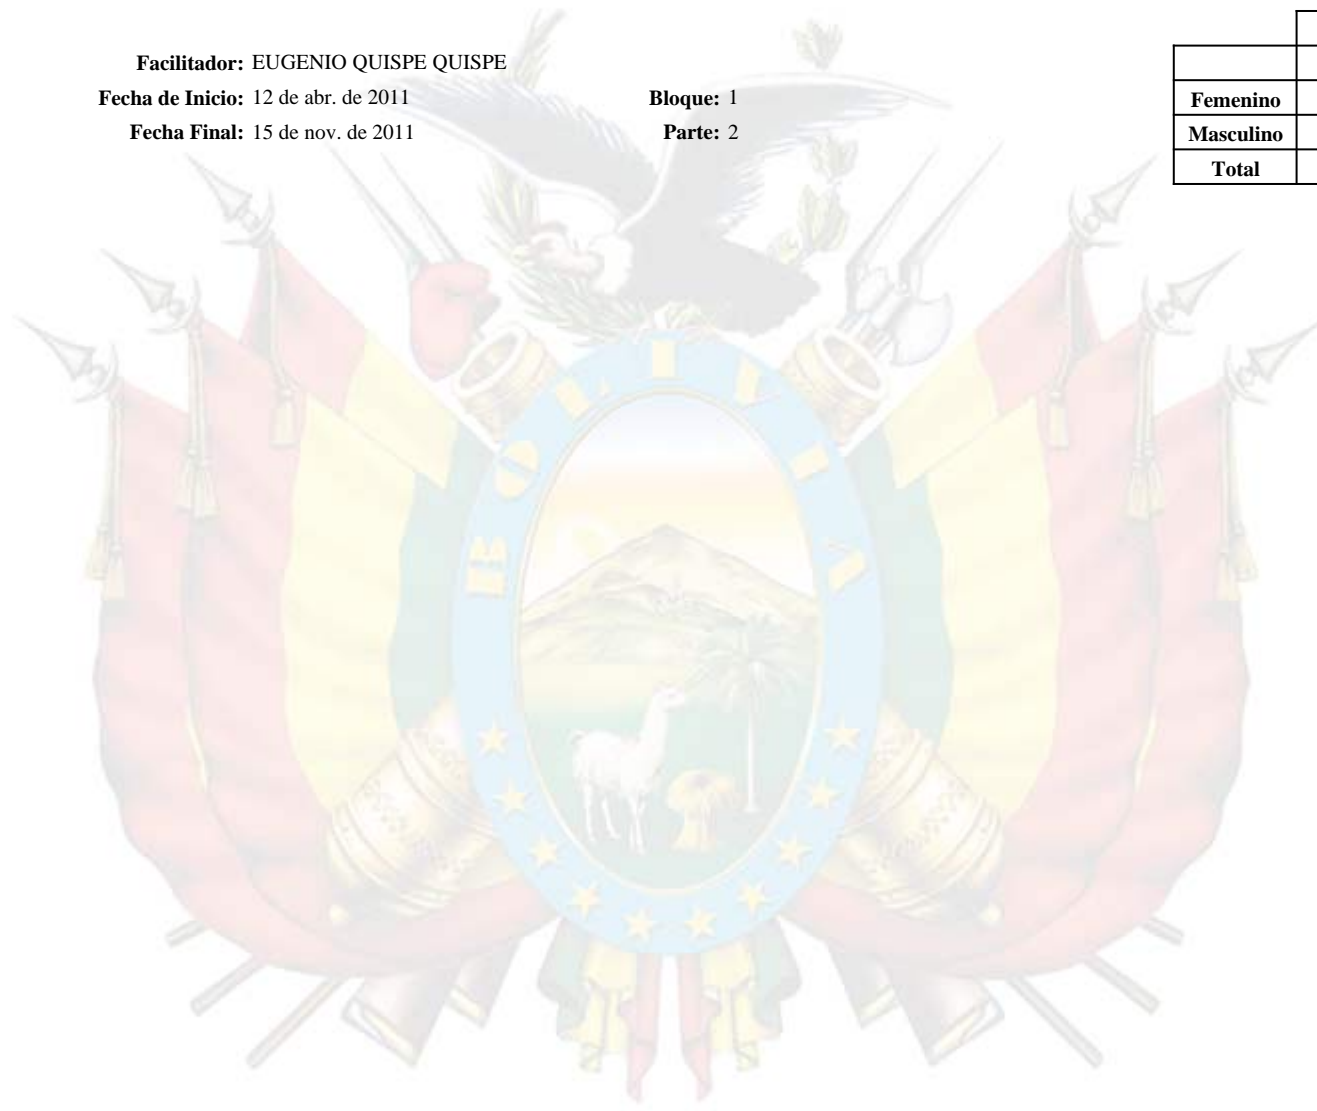 Facilitador: EUGENIO QUISPE QUISPE
Fecha de Inicio: 12 de abr. de 2011 Bloque: 1
Fecha Final: 15 de nov. de 2011 Parte: 2
Femenino
Masculino
Total
BOLIVIA